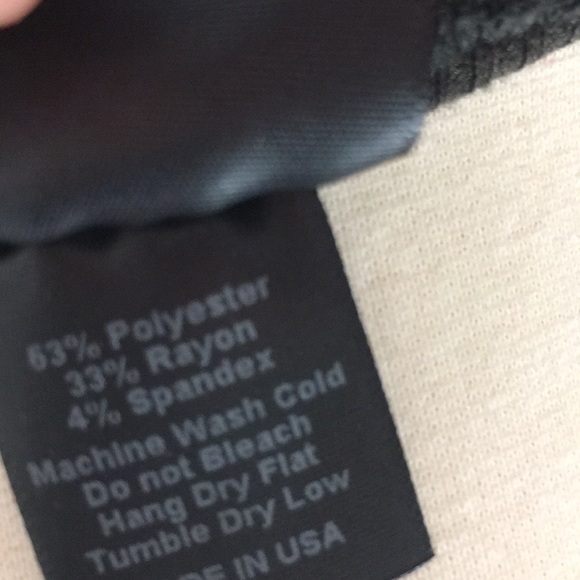 63% Polyester
33% Rayon
4% Spandex
Machine Wash Cold
Do not Bleach
Hang Dry Flat
Tumble Dry Low
DE IN USA